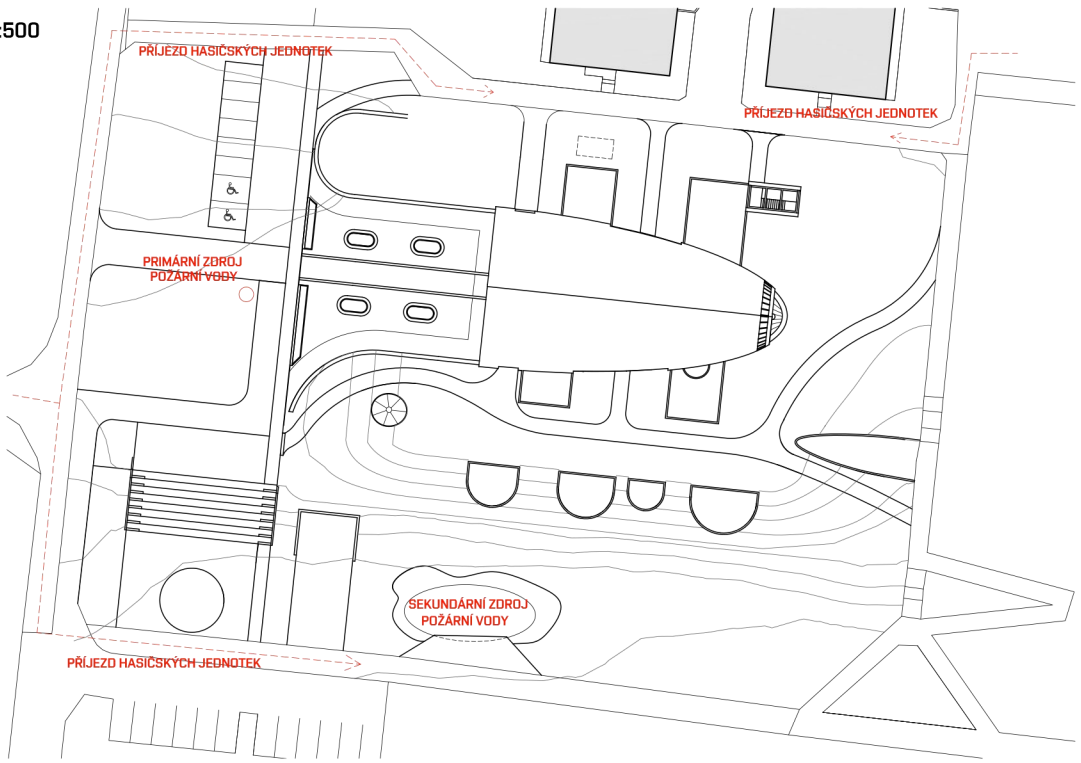 :500
PŘÍJEZD HASIČSKÝCH JEDNOTEK
PŘÍJEZD HASIČSKÝCH JEDNOTEK
PRIMÁRNÍ ZDROJ
POŽÁRNÍ VODY
SEKUNDÁRNÍ ZDROJ
POŽÁRNÍ VODY
PŘÍJEZD HASIČSKÝCH JEDNOTEK